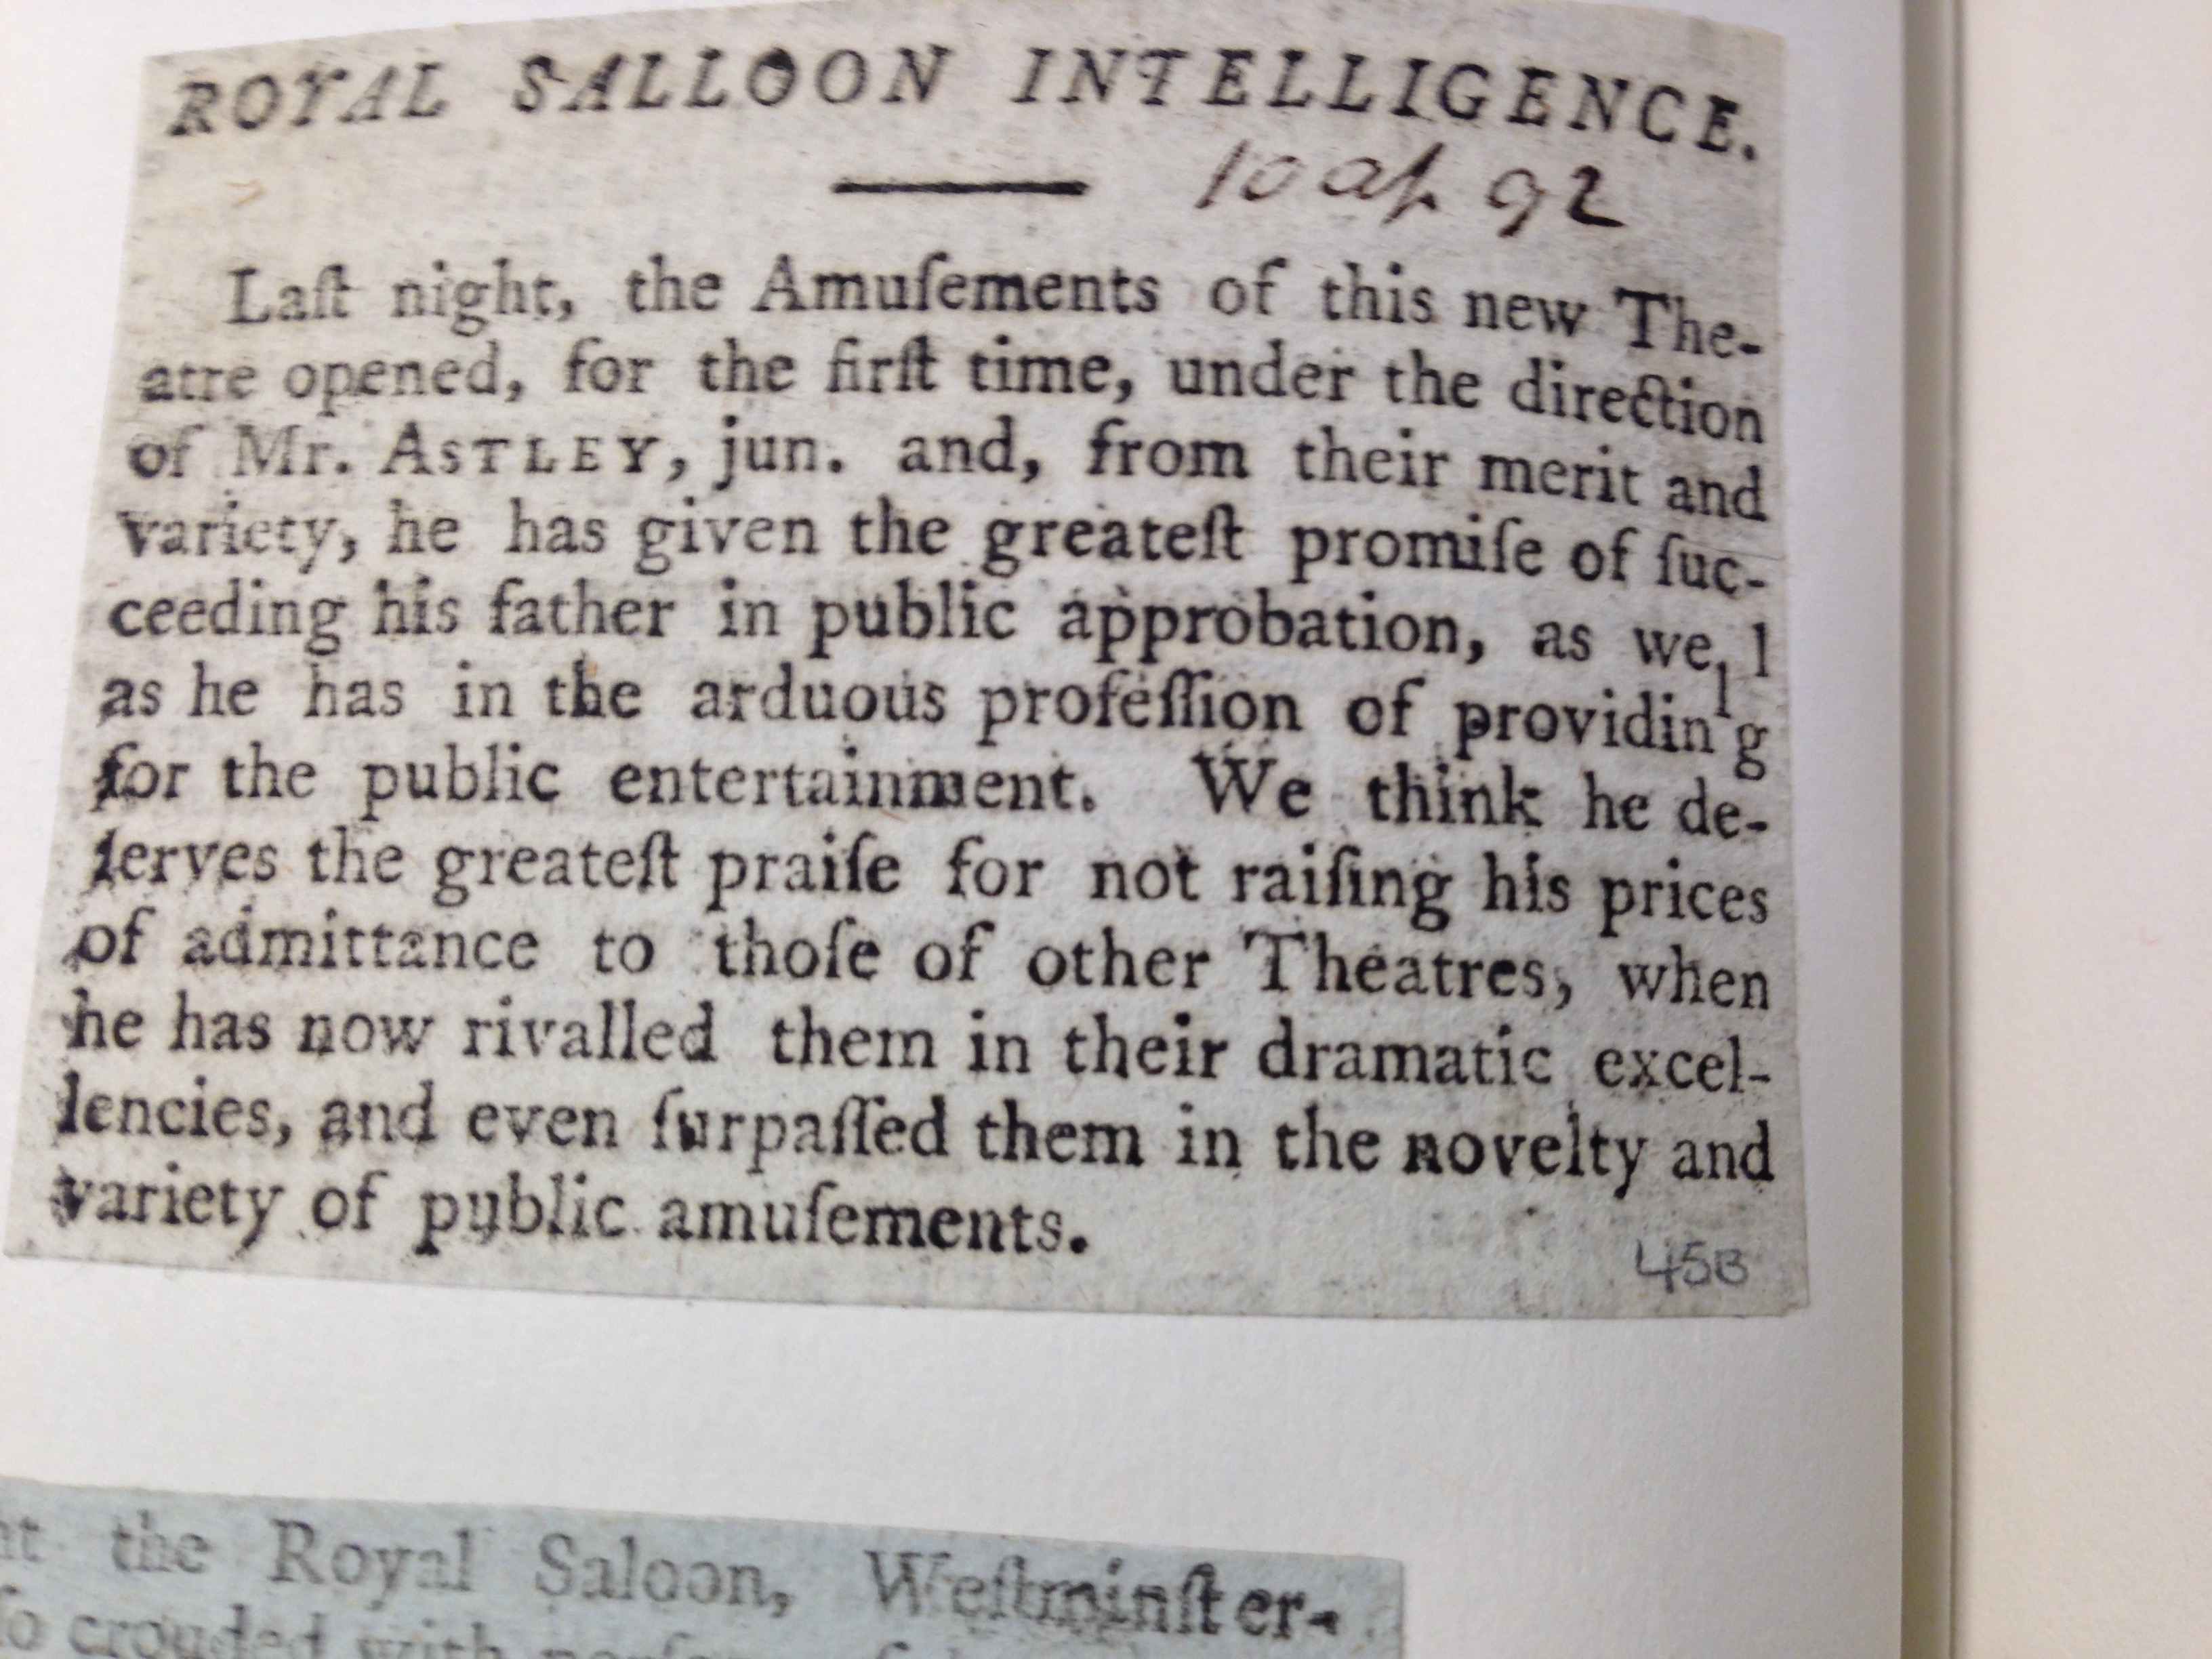 ROYAL SALLOON INTELLIGENCE.
10 ap 92
Laſt night, the Amuſements of this new The-
atre opened, for the firſt time, under the direction
of Mr. ASTLEY, jun. and, from their merit and
variety, he has given the greateſt promiſe of ſuc-
ceeding his father in public approbation, as well
as he has in the arduous profeſſion of providing
for the public entertainment. We think he de-
ſerves the greateſt praiſe for not raiſing his prices
of admittance to thoſe of other Theatres, when
he has now rivalled them in their dramatic excel-
lencies, and even ſurpaſſed them in the novelty and
variety of public amuſements.
45B
the Royal Saloon, Weſtminſter-
ſo crouded with